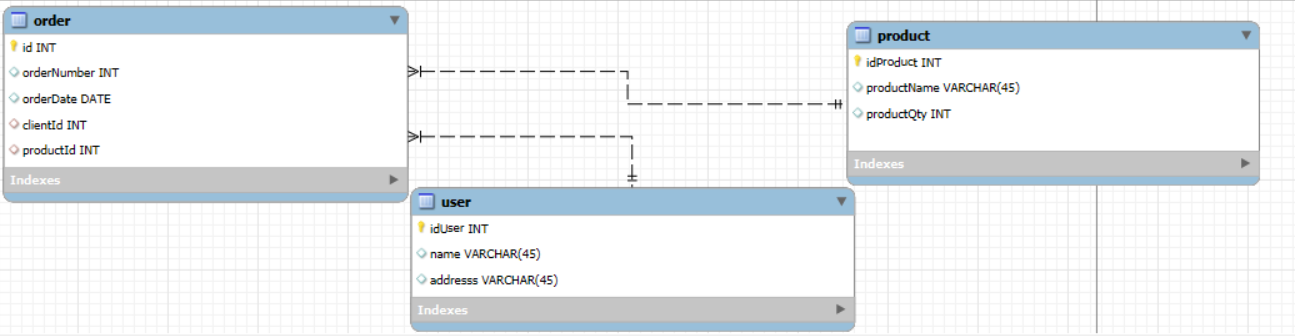 order
id INT
orderNumber INT
orderDate DATE
clientId INT
productId INT
Indexes
product
idProduct INT
productName VARCHAR(45)
productQty INT
Indexes
user
idUser INT
name VARCHAR(45)
addresss VARCHAR(45)
Indexes